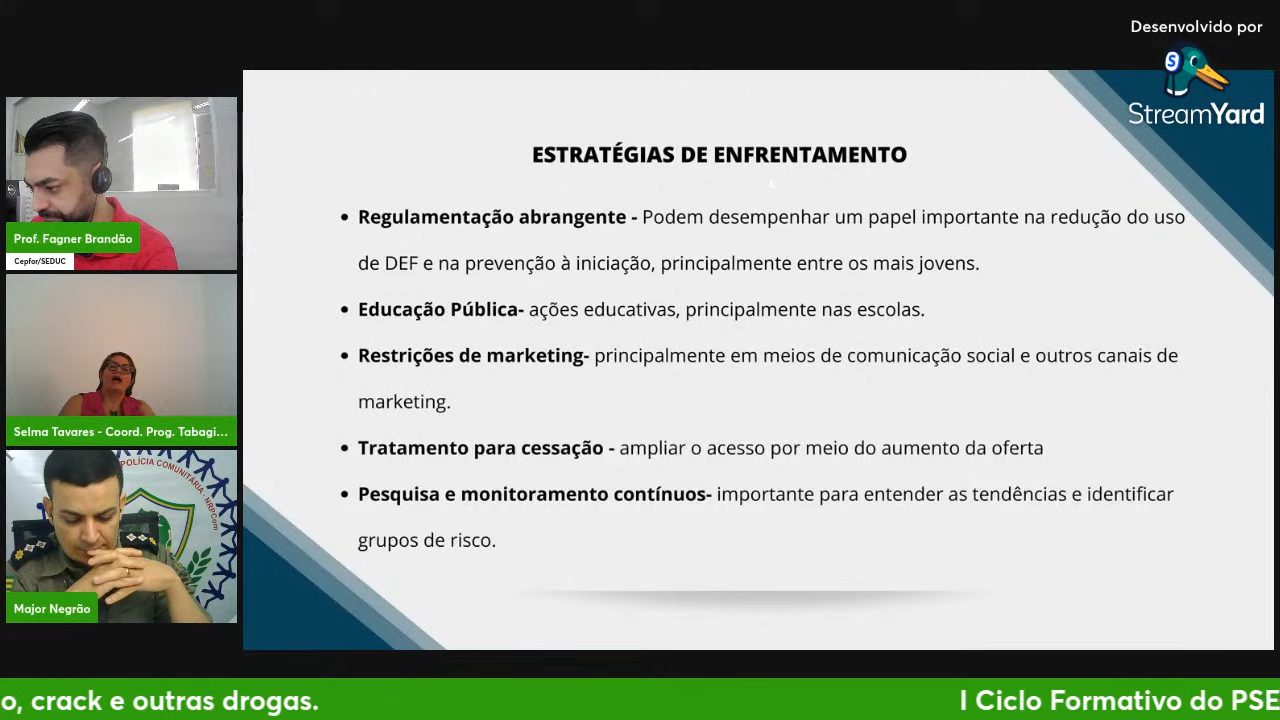 Desenvolvido por
StreamYard
Prof. Fagner Brandão
Cepfor/SEDUC
Selma Tavares - Coord. Prog. Tabagi...
POLÍCIA COMUNITÁRIA - NRPCom
Major Negrão
ESTRATÉGIAS DE ENFRENTAMENTO
• Regulamentação abrangente - Podem desempenhar um papel importante na redução do uso
de DEF e na prevenção à iniciação, principalmente entre os mais jovens.
• Educação Pública- ações educativas, principalmente nas escolas.
• Restrições de marketing- principalmente em meios de comunicação social e outros canais de
marketing.
• Tratamento para cessação - ampliar o acesso por meio do aumento da oferta
• Pesquisa e monitoramento contínuos- importante para entender as tendências e identificar
grupos de risco.
o, crack e outras drogas.
I Ciclo Formativo do PSE